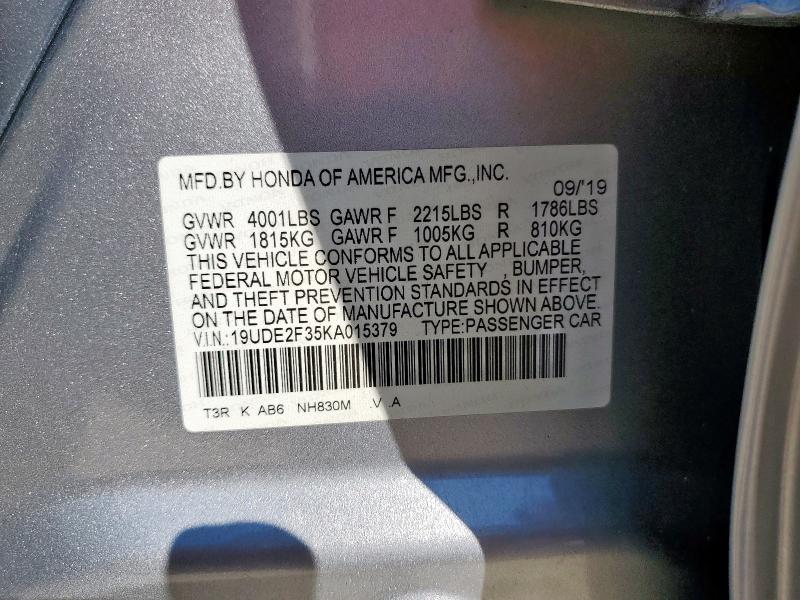 MFD.BY HONDA OF AMERICA MFG.,INC.
09/'19
GVWR 4001LBS GAWR F 2215LBS R 1786LBS
GVWR 1815KG GAWR F 1005KG R 810KG
THIS VEHICLE CONFORMS TO ALL APPLICABLE
FEDERAL MOTOR VEHICLE SAFETY , BUMPER,
AND THEFT PREVENTION STANDARDS IN EFFECT
ON THE DATE OF MANUFACTURE SHOWN ABOVE.
V.I.N.:19UDE2F35KA015379 TYPE:PASSENGER CAR
T3R K AB6 NH830M .V .A